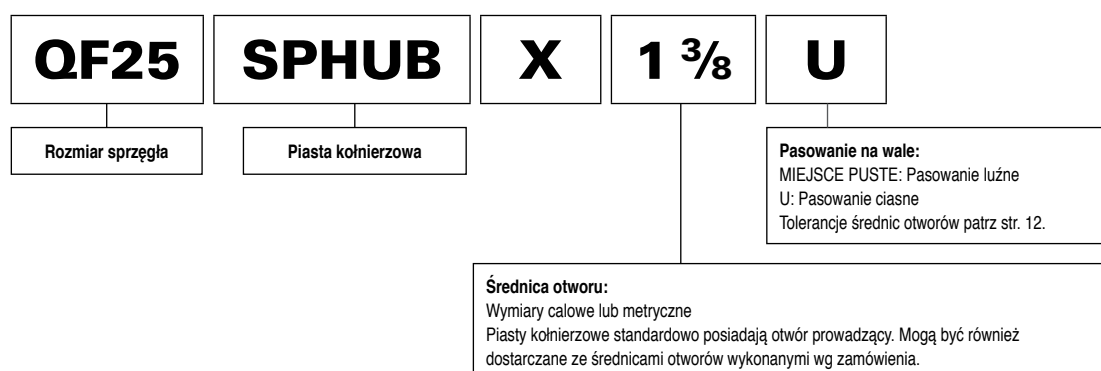 QF25 SPHUB X 1 ⅜ U
Rozmiar sprzęgła
Piasta kołnierzowa
Pasowanie na wale:
MIEJSCE PUSTE: Pasowanie luźne
U: Pasowanie ciasne
Tolerancje średnic otworów patrz str. 12.
Średnica otworu:
Wymiary calowe lub metryczne
Piasty kołnierzowe standardowo posiadają otwór prowadzący. Mogą być również
dostarczane ze średnicami otworów wykonanymi wg zamówienia.